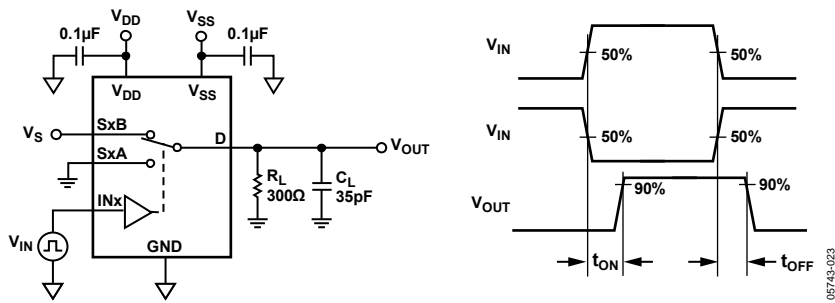 VDD
VSS
0.1µF
0.1µF
VDD
VSS
VS
SxB
D
VOUT
SxA
RL
300Ω
CL
35pF
INx
VIN
GND
VIN
50%
50%
VIN
50%
50%
VOUT
90%
90%
tON
tOFF
05743-023